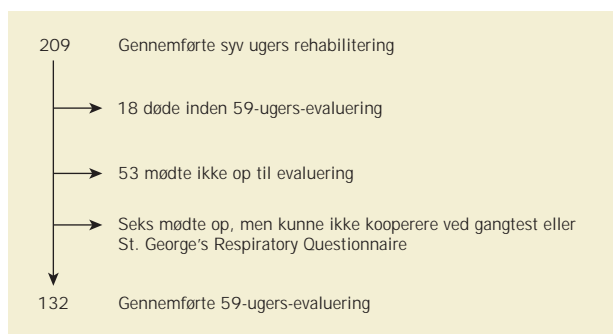 209 Gennemførte syv ugers rehabilitering
18 døde inden 59-ugers-evaluering
53 mødte ikke op til evaluering
Seks mødte op, men kunne ikke kooperere ved gangtest eller
St. George's Respiratory Questionnaire
132 Gennemførte 59-ugers-evaluering